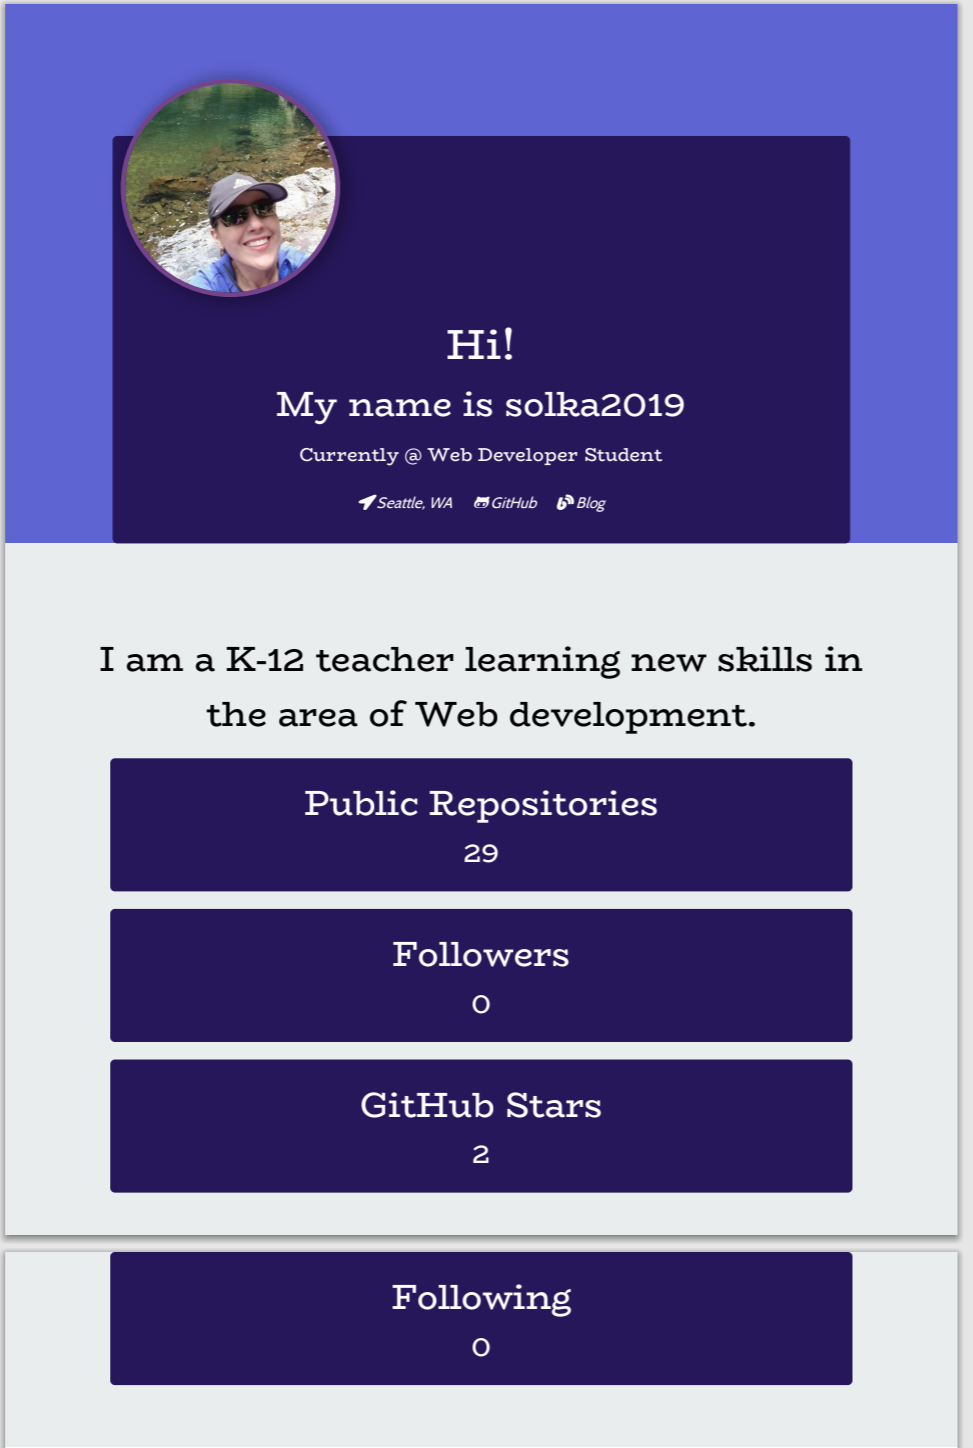 Hi!
My name is solka2019
Currently @ Web Developer Student
Seattle, WA GitHub Blog
I am a K-12 teacher learning new skills in
the area of Web development.
Public Repositories
29
Followers
0
GitHub Stars
2
Following
0